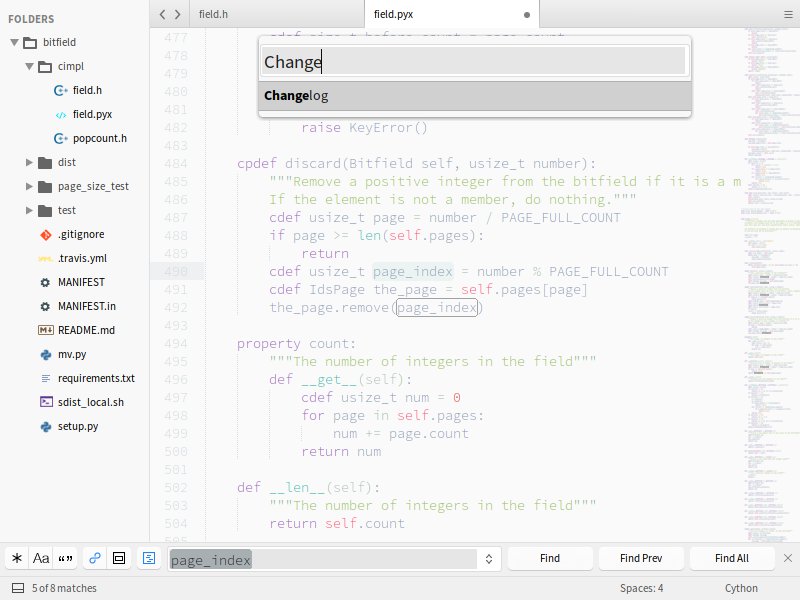 FOLDERS
bitfield
cimpl
field.h
field.pyx
popcount.h
dist
page_size_test
test
.gitignore
.travis.yml
MANIFEST
MANIFEST.in
README.md
mv.py
requirements.txt
sdist_local.sh
setup.py
field.h
field.pyx
Change
Changelog
477
478
479
480
481
482 raise KeyError()
483
484 cpdef discard(Bitfield self, usize_t number):
485 """Remove a positive integer from the bitfield if it is a m
486 If the element is not a member, do nothing."""
487 cdef usize_t page = number / PAGE_FULL_COUNT
488 if page >= len(self.pages):
489 return
490 cdef usize_t page_index = number % PAGE_FULL_COUNT
491 cdef IdsPage the_page = self.pages[page]
492 the_page.remove(page_index)
493
494 property count:
495 """The number of integers in the field"""
496 def __get__(self):
497 cdef usize_t num = 0
498 for page in self.pages:
499 num += page.count
500 return num
501
502 def __len__(self):
503 """The number of integers in the field"""
504 return self.count
Aa
page_index
Find
Find Prev
Find All
5 of 8 matches
Spaces: 4
Cython